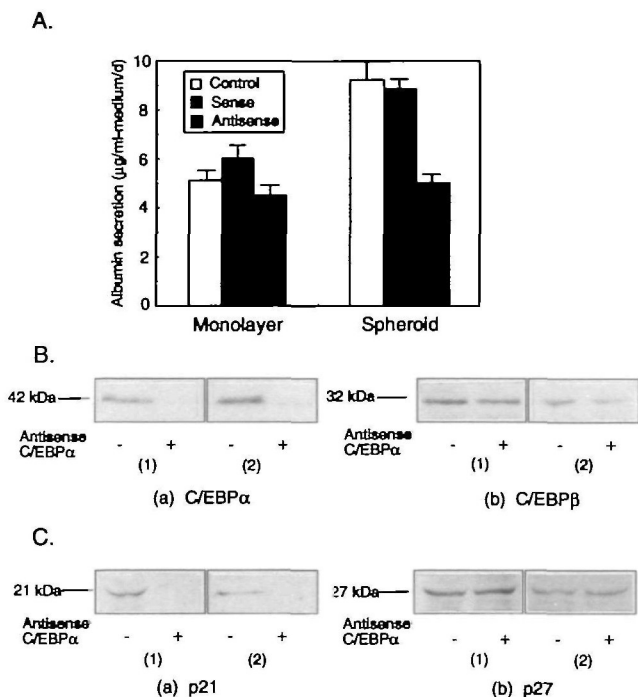 A.
Albumin secretion (μg/ml-medium/d)
10
8
6
4
2
0
Control
Sense
Antisense
Monolayer Spheroid
B.
42 kDa
Antisense
C/EBPα
- + - +
(1) (2)
(a) C/EBPα
32 kDa
Antisense
C/EBPα
- + - +
(1) (2)
(b) C/EBPβ
C.
21 kDa
Antisense
C/EBPα
- + - +
(1) (2)
(a) p21
27 kDa
Antisense
C/EBPα
- + - +
(1) (2)
(b) p27